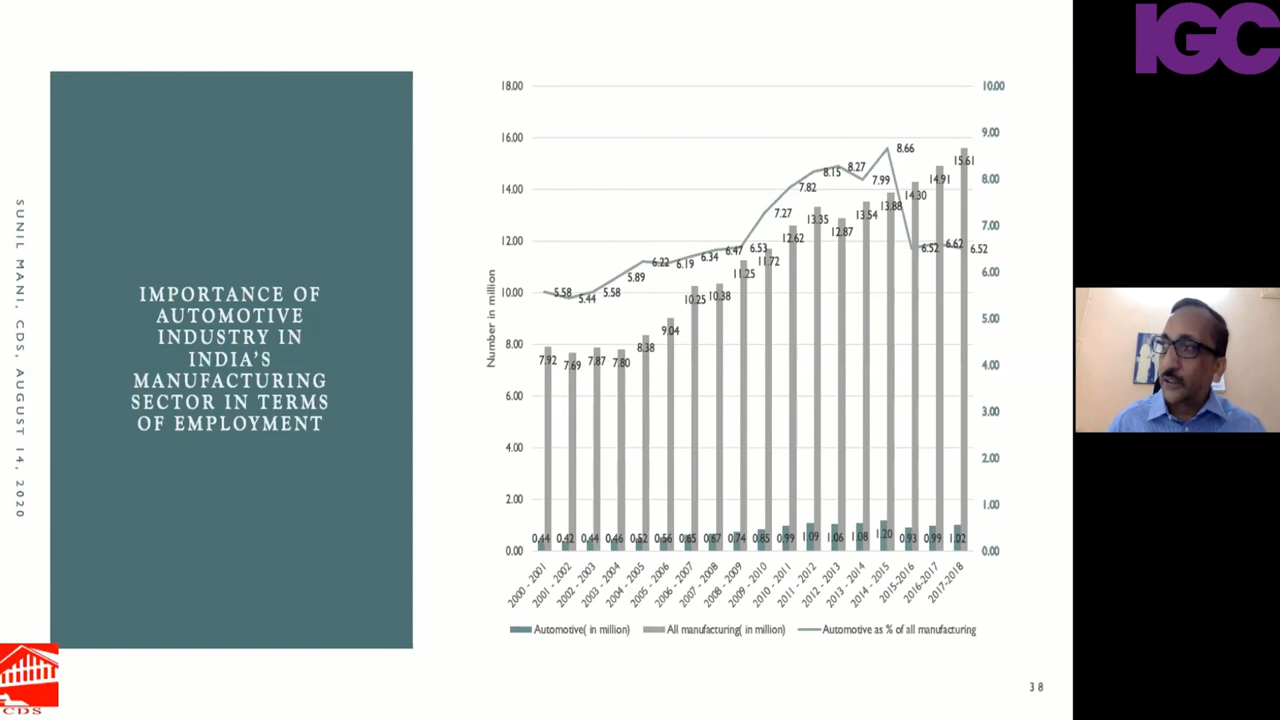 SUNIL MANI, CDS, AUGUST 14, 2020
IMPORTANCE OF
AUTOMOTIVE
INDUSTRY IN
INDIA'S
MANUFACTURING
SECTOR IN TERMS
OF EMPLOYMENT
Number in million
18.00
16.00
14.00
12.00
10.00
8.00
6.00
4.00
2.00
0.00
10.00
9.00
8.00
7.00
6.00
5.00
4.00
3.00
2.00
1.00
0.00
5.58
5.44
5.58
5.89
6.22
6.19
6.34
6.47
6.53
7.27
7.82
8.15
8.27
7.99
8.66
6.52
6.62
6.52
7.92
7.69
7.87
7.80
8.38
9.04
10.25
10.38
11.25
11.72
12.62
13.35
12.87
13.54
13.88
14.30
14.91
15.61
0.44
0.42
0.44
0.46
0.52
0.56
0.65
0.67
0.74
0.85
0.99
1.09
1.06
1.08
1.20
0.93
0.99
1.02
2000 - 2001
2001 - 2002
2002 - 2003
2003 - 2004
2004 - 2005
2005 - 2006
2006 - 2007
2007 - 2008
2008 - 2009
2009 - 2010
2010 - 2011
2011 - 2012
2012 - 2013
2013 - 2014
2014 - 2015
2015-2016
2016-2017
2017-2018
Automotive( in million)
All manufacturing( in million)
Automotive as % of all manufacturing
38
CDS
IGC